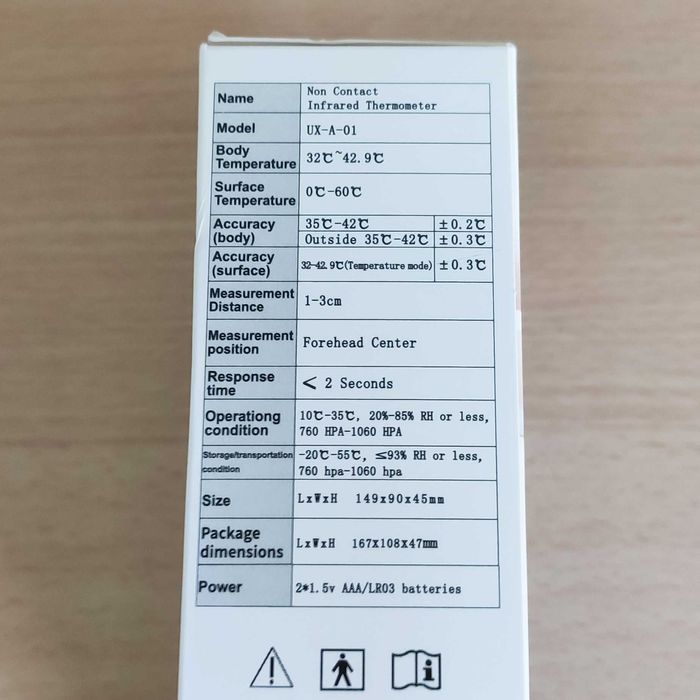 Name Non Contact
Infrared Thermometer
Model UX-A-01
Body
Temperature 32℃~42.9℃
Surface
Temperature 0℃-60℃
Accuracy
(body) 35℃-42℃ ±0.2℃
Outside 35℃-42℃ ±0.3℃
Accuracy
(surface) 32-42.9℃(Temperature mode) ±0.3℃
Measurement
Distance 1-3cm
Measurement
position Forehead Center
Response
time < 2 Seconds
Operationg
condition 10℃-35℃, 20%-85% RH or less,
760 HPA-1060 HPA
Storage/transportation
condition -20℃-55℃, ≤93% RH or less,
760 hpa-1060 hpa
Size LxWxH 149x90x45mm
Package
dimensions LxWxH 167x108x47mm
Power 2*1.5v AAA/LR03 batteries